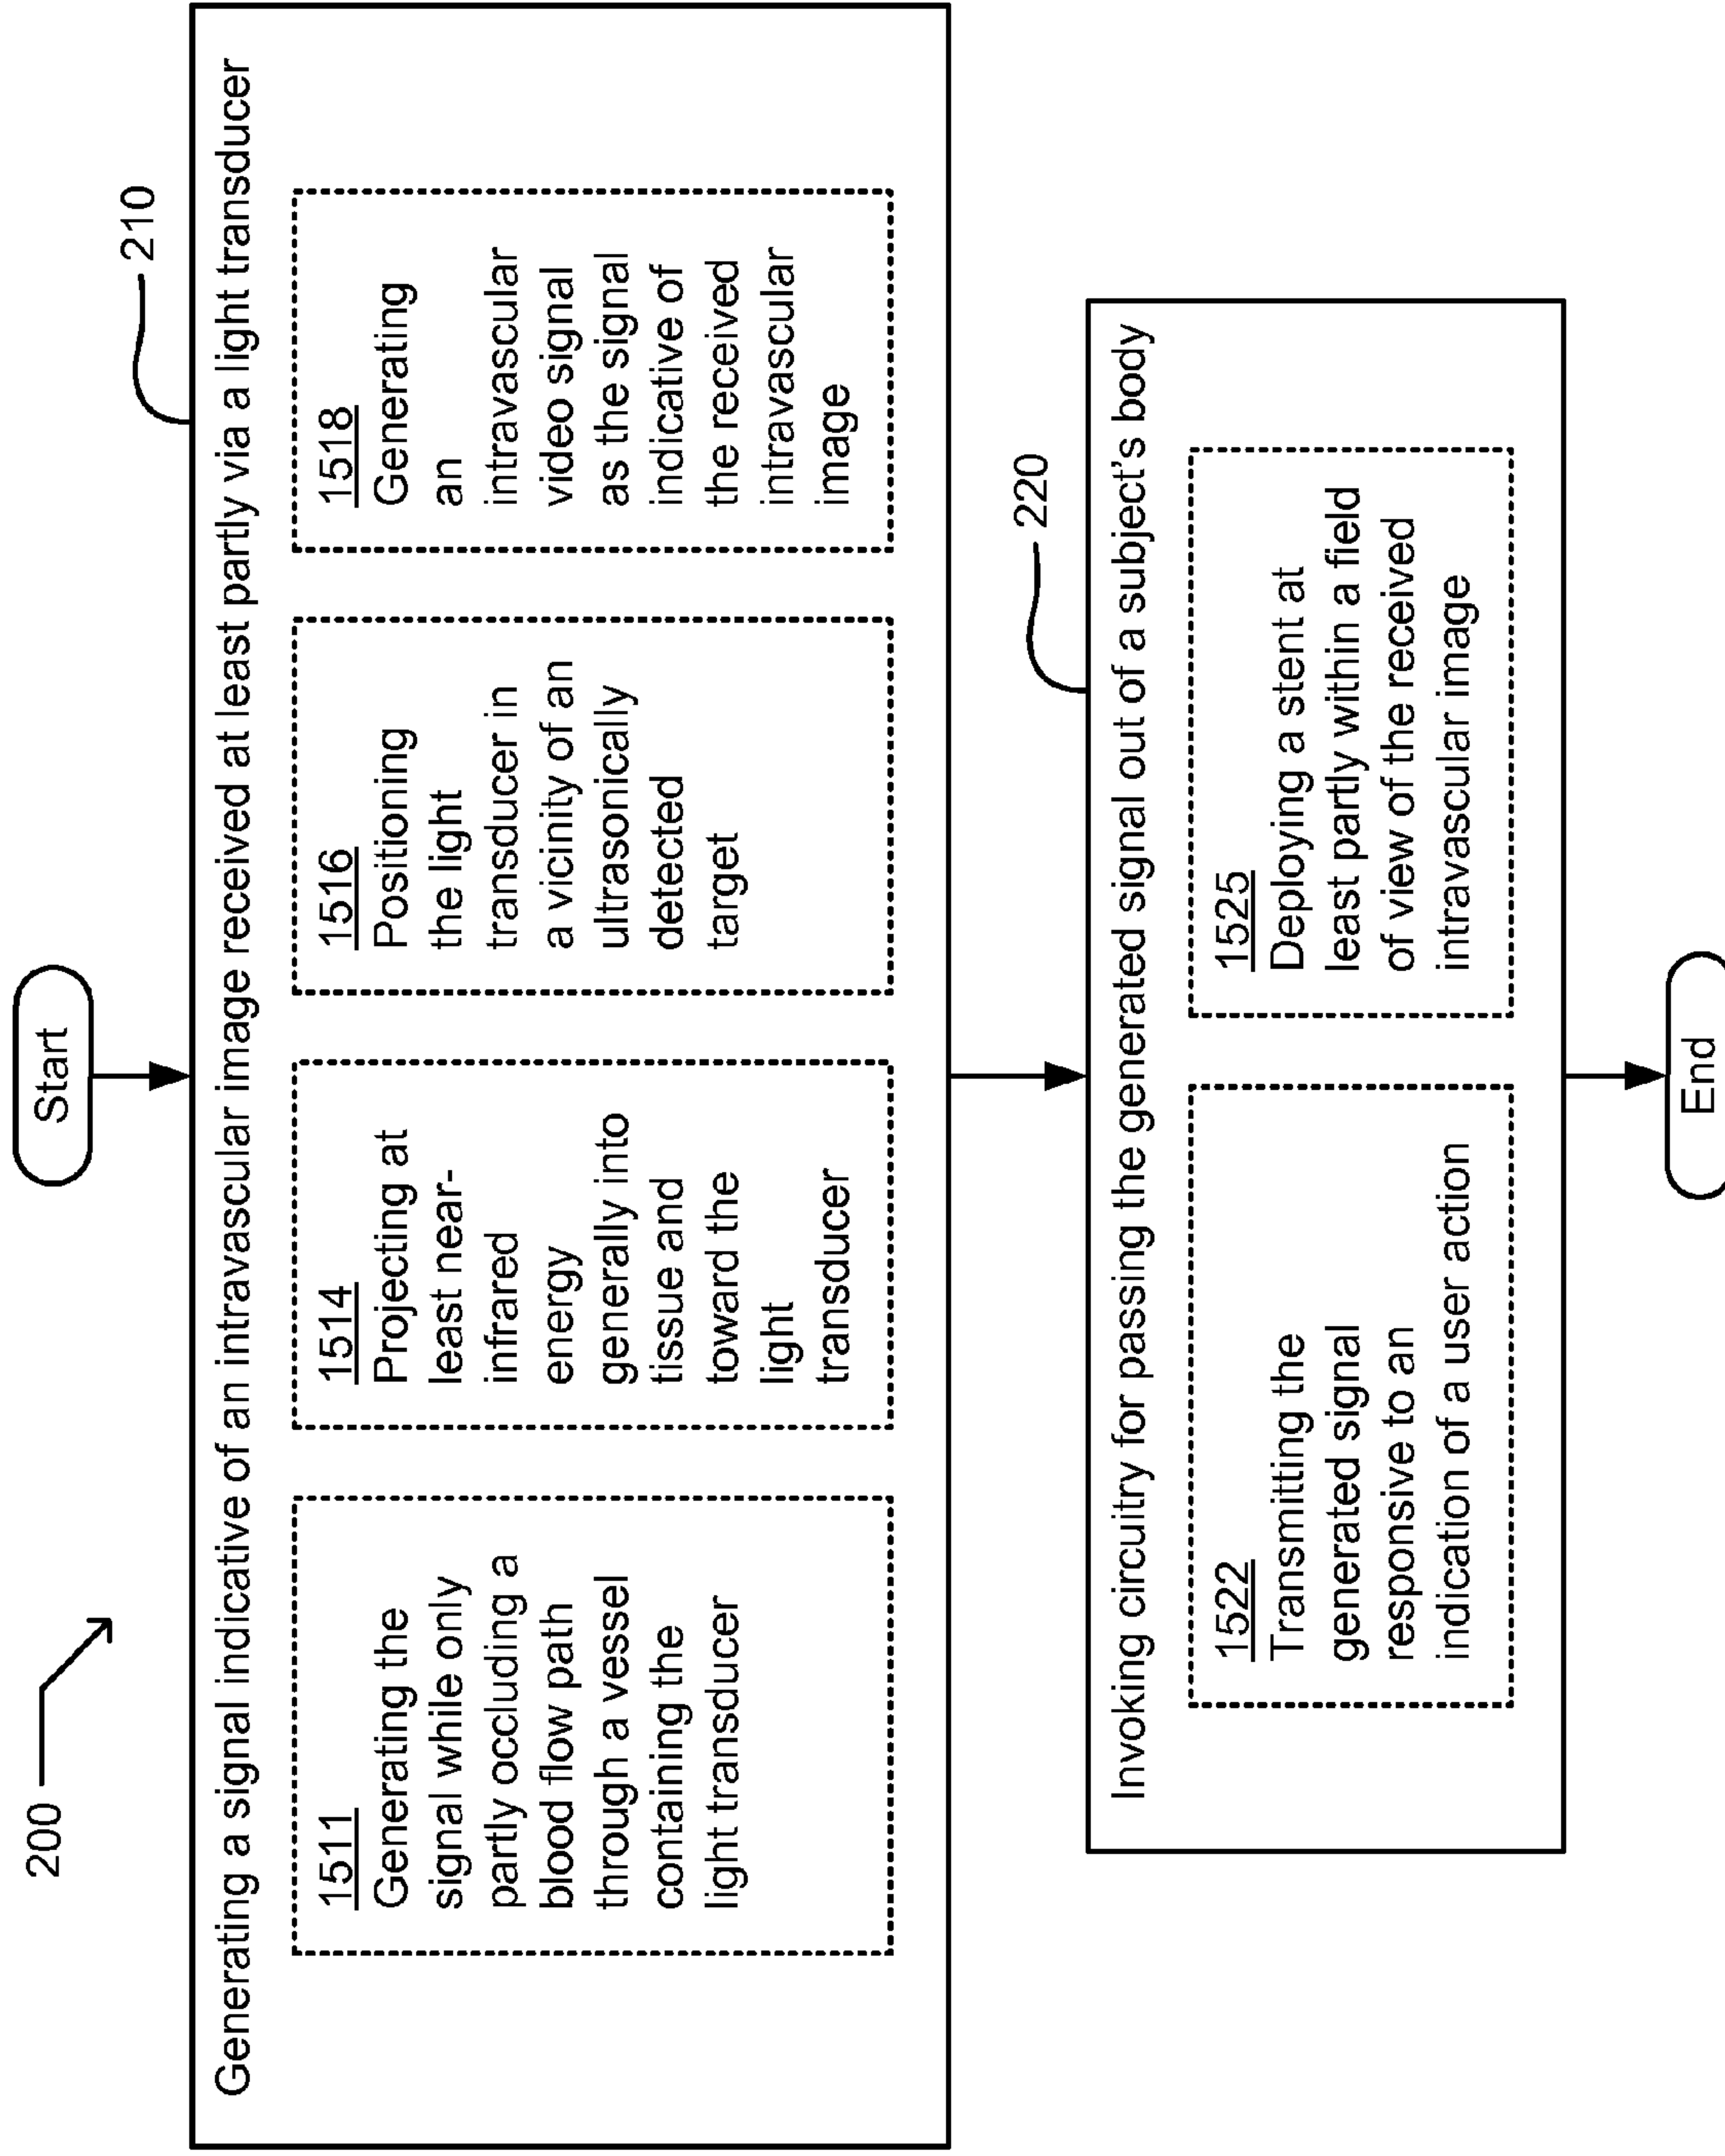 200
Start
210
Generating a signal indicative of an intravascular image received at least partly via a light transducer
1511
Generating the
signal while only
partly occluding a
blood flow path
through a vessel
containing the
light transducer
1514
Projecting at
least near-
infrared
energy
generally into
tissue and
toward the
light
transducer
1516
Positioning
the light
transducer in
a vicinity of an
ultrasonically
detected
target
1518
Generating
an
intravascular
video signal
as the signal
indicative of
the received
intravascular
image
220
Invoking circuitry for passing the generated signal out of a subject's body
1522
Transmitting the
generated signal
responsive to an
indication of a user action
1525
Deploying a stent at
least partly within a field
of view of the received
intravascular image
End